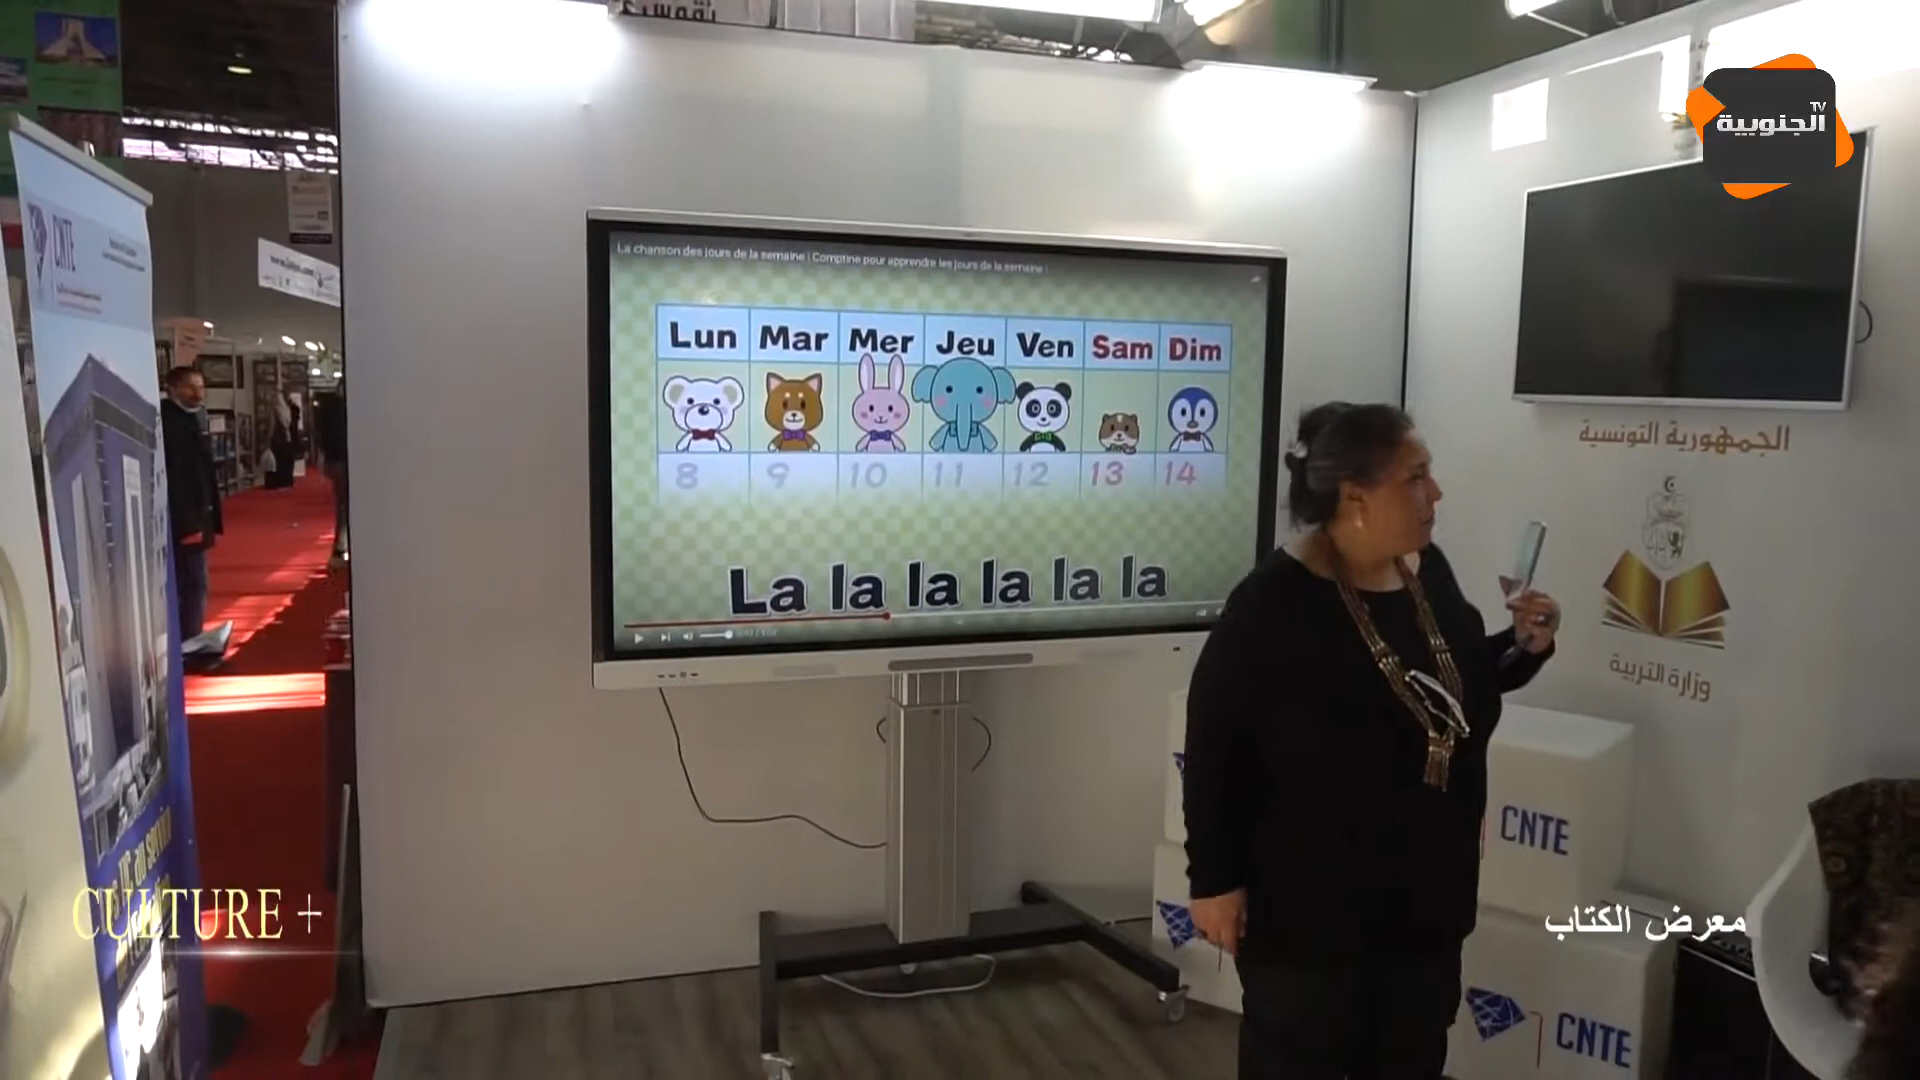 TV
الجنوبية
CNTE
La chanson des jours de la semaine | Comptine pour apprendre les jours de la semaine !
Lun Mar Mer Jeu Ven Sam Dim
8 9 10 11 12 13 14
La la la la la la
الجمهورية التونسية
وزارة التربية
CNTE
CNTE
CULTURE +
معرض الكتاب